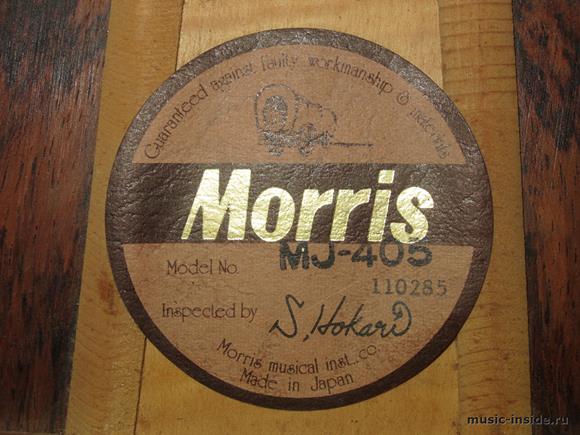 Guaranteed against faulty workmanship & materials
Morris
Model No. MJ-405
110285
Inspected by S. Hokari
Morris musical inst. co.
Made in Japan
music-inside.ru